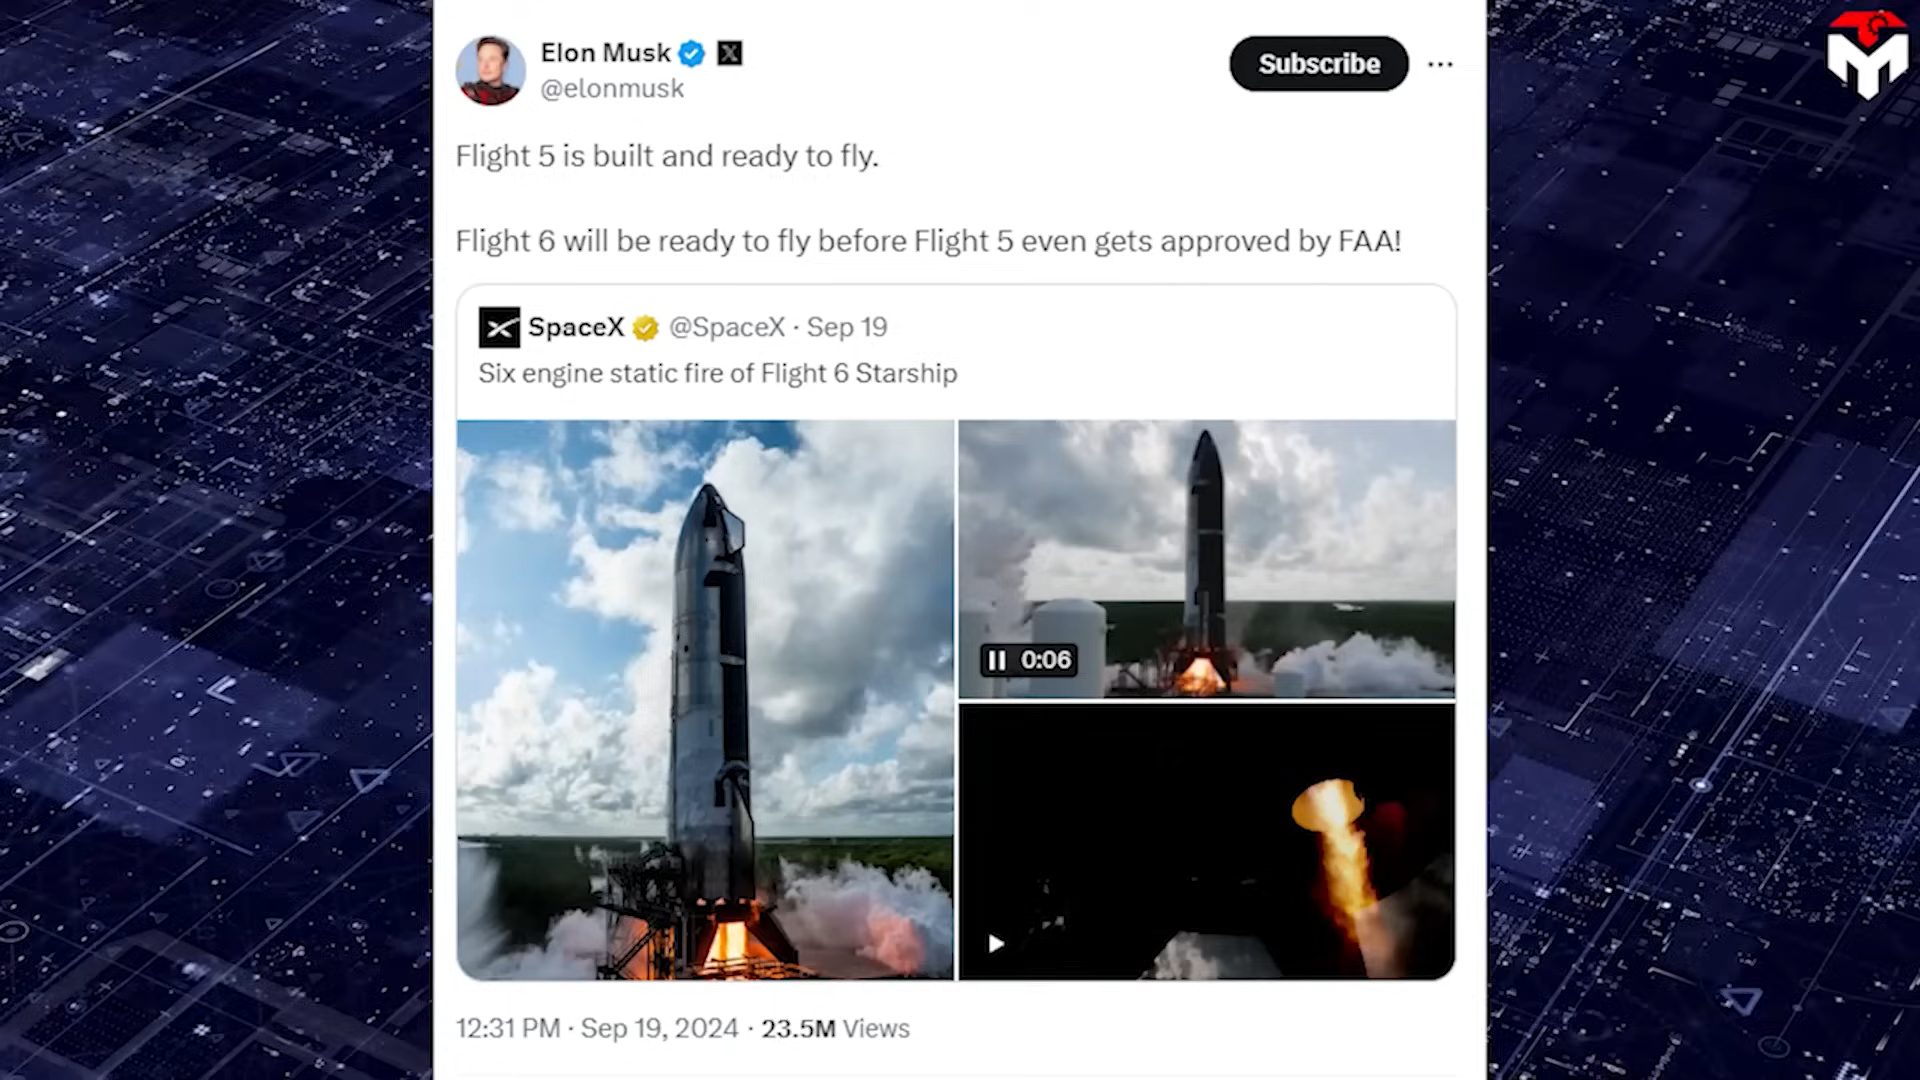 Elon Musk
Subscribe
@elonmusk
Flight 5 is built and ready to fly.
Flight 6 will be ready to fly before Flight 5 even gets approved by FAA!
SpaceX @SpaceX · Sep 19
Six engine static fire of Flight 6 Starship
0:06
12:31 PM · Sep 19, 2024 · 23.5M Views